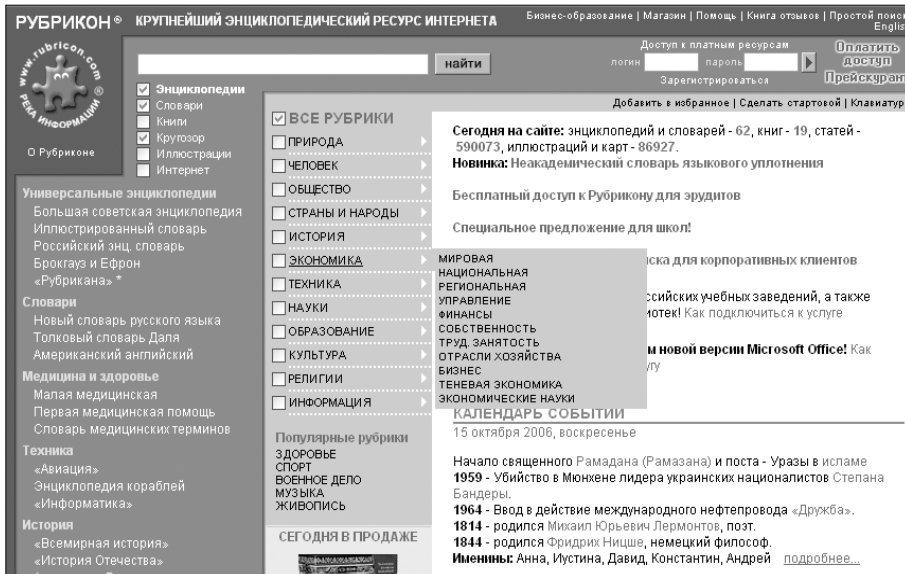 РУБРИКОН® КРУПНЕЙШИЙ ЭНЦИКЛОПЕДИЧЕСКИЙ РЕСУРС ИНТЕРНЕТА
Бизнес-образование | Магазин | Помощь | Книга отзывов | Простой поиск
Englis
www.rubricon.com
®
РЕКА ИНФОРМАЦИИ
О Рубриконе
найти
Доступ к платным ресурсам
логин пароль
Зарегистрироваться
Оплатить
доступ
Прейскурант
Энциклопедии
Словари
Книги
Кругозор
Иллюстрации
Интернет
Добавить в избранное | Сделать стартовой | Клавиатур
Универсальные энциклопедии
Большая советская энциклопедия
Иллюстрированный словарь
Российский энц. словарь
Брокгауз и Ефрон
«Рубрикана» *
Словари
Новый словарь русского языка
Толковый словарь Даля
Американский английский
Медицина и здоровье
Малая медицинская
Первая медицинская помощь
Словарь медицинских терминов
Техника
«Авиация»
Энциклопедия кораблей
«Информатика»
История
«Всемирная история»
«История Отечества»
ВСЕ РУБРИКИ
ПРИРОДА
ЧЕЛОВЕК
ОБЩЕСТВО
СТРАНЫ И НАРОДЫ
ИСТОРИЯ
ЭКОНОМИКА
ТЕХНИКА
НАУКИ
ОБРАЗОВАНИЕ
КУЛЬТУРА
РЕЛИГИИ
ИНФОРМАЦИЯ
Популярные рубрики
ЗДОРОВЬЕ
СПОРТ
ВОЕННОЕ ДЕЛО
МУЗЫКА
ЖИВОПИСЬ
СЕГОДНЯ В ПРОДАЖЕ
МИРОВАЯ
НАЦИОНАЛЬНАЯ
РЕГИОНАЛЬНАЯ
УПРАВЛЕНИЕ
ФИНАНСЫ
СОБСТВЕННОСТЬ
ТРУД. ЗАНЯТОСТЬ
ОТРАСЛИ ХОЗЯЙСТВА
БИЗНЕС
ТЕНЕВАЯ ЭКОНОМИКА
ЭКОНОМИЧЕСКИЕ НАУКИ
Сегодня на сайте: энциклопедий и словарей - 62, книг - 19, статей -
590073, иллюстраций и карт - 86927.
Новинка: Неакадемический словарь языкового уплотнения
Бесплатный доступ к Рубрикону для эрудитов
Специальное предложение для школ!
иска для корпоративных клиентов
ссийских учебных заведений, а также
иотек! Как подключиться к услуге
м новой версии Microsoft Office! Как
угу
КАЛЕНДАРЬ СОБЫТИЙ
15 октября 2006, воскресенье
Начало священного Рамадана (Рамазана) и поста - Уразы в исламе
1959 - Убийство в Мюнхене лидера украинских националистов Степана
Бандеры.
1964 - Ввод в действие международного нефтепровода «Дружба».
1814 - родился Михаил Юрьевич Лермонтов, поэт.
1844 - родился Фридрих Ницше, немецкий философ.
Именины: Анна, Иустина, Давид, Константин, Андрей подробнее...